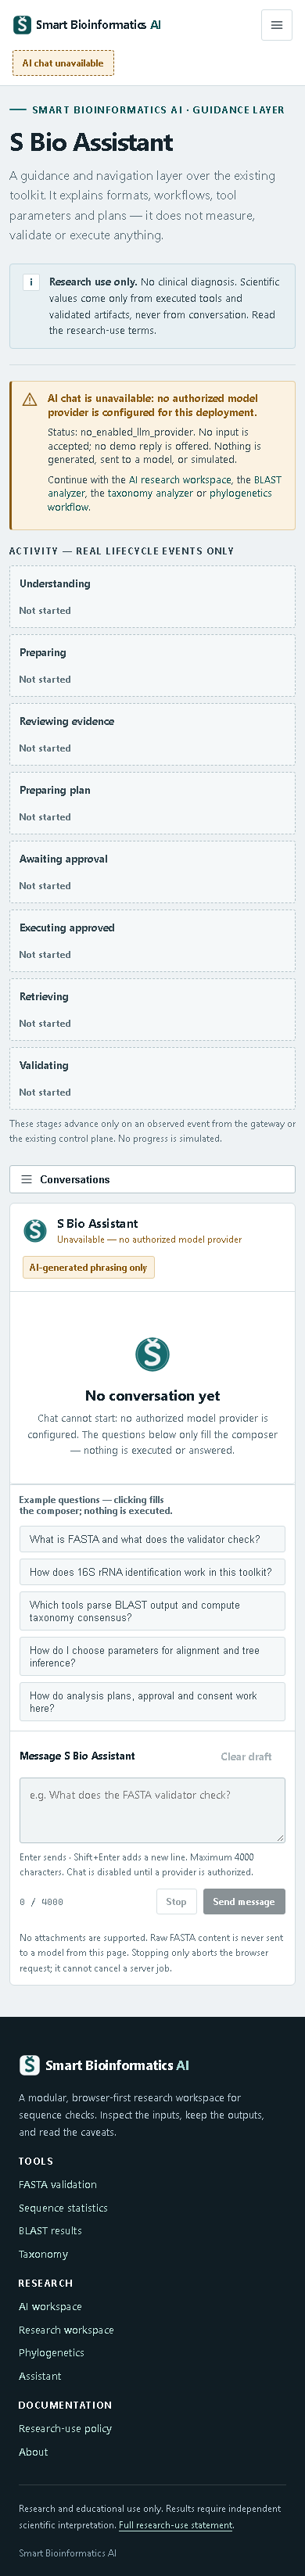 Smart Bioinformatics AI
AI chat unavailable
SMART BIOINFORMATICS AI · GUIDANCE LAYER
S Bio Assistant
A guidance and navigation layer over the existing
toolkit. It explains formats, workflows, tool
parameters and plans — it does not measure,
validate or execute anything.
i
Research use only. No clinical diagnosis. Scientific
values come only from executed tools and
validated artifacts, never from conversation. Read
the research-use terms.
AI chat is unavailable: no authorized model
provider is configured for this deployment.
Status: no_enabled_llm_provider. No input is
accepted; no demo reply is offered. Nothing is
generated, sent to a model, or simulated.
Continue with the AI research workspace, the BLAST
analyzer, the taxonomy analyzer or phylogenetics
workflow.
ACTIVITY — REAL LIFECYCLE EVENTS ONLY
Understanding
Not started
Preparing
Not started
Reviewing evidence
Not started
Preparing plan
Not started
Awaiting approval
Not started
Executing approved
Not started
Retrieving
Not started
Validating
Not started
These stages advance only on an observed event from the gateway or
the existing control plane. No progress is simulated.
Conversations
S Bio Assistant
Unavailable — no authorized model provider
AI-generated phrasing only
No conversation yet
Chat cannot start: no authorized model provider is
configured. The questions below only fill the composer
— nothing is executed or answered.
Example questions — clicking fills
the composer; nothing is executed.
What is FASTA and what does the validator check?
How does 16S rRNA identification work in this toolkit?
Which tools parse BLAST output and compute
taxonomy consensus?
How do I choose parameters for alignment and tree
inference?
How do analysis plans, approval and consent work
here?
Message S Bio Assistant
Clear draft
e.g. What does the FASTA validator check?
Enter sends · Shift+Enter adds a new line. Maximum 4000
characters. Chat is disabled until a provider is authorized.
0 / 4000
Stop
Send message
No attachments are supported. Raw FASTA content is never sent
to a model from this page. Stopping only aborts the browser
request; it cannot cancel a server job.
Smart Bioinformatics AI
A modular, browser-first research workspace for
sequence checks. Inspect the inputs, keep the outputs,
and read the caveats.
TOOLS
FASTA validation
Sequence statistics
BLAST results
Taxonomy
RESEARCH
AI workspace
Research workspace
Phylogenetics
Assistant
DOCUMENTATION
Research-use policy
About
Research and educational use only. Results require independent
scientific interpretation. Full research-use statement.
Smart Bioinformatics AI